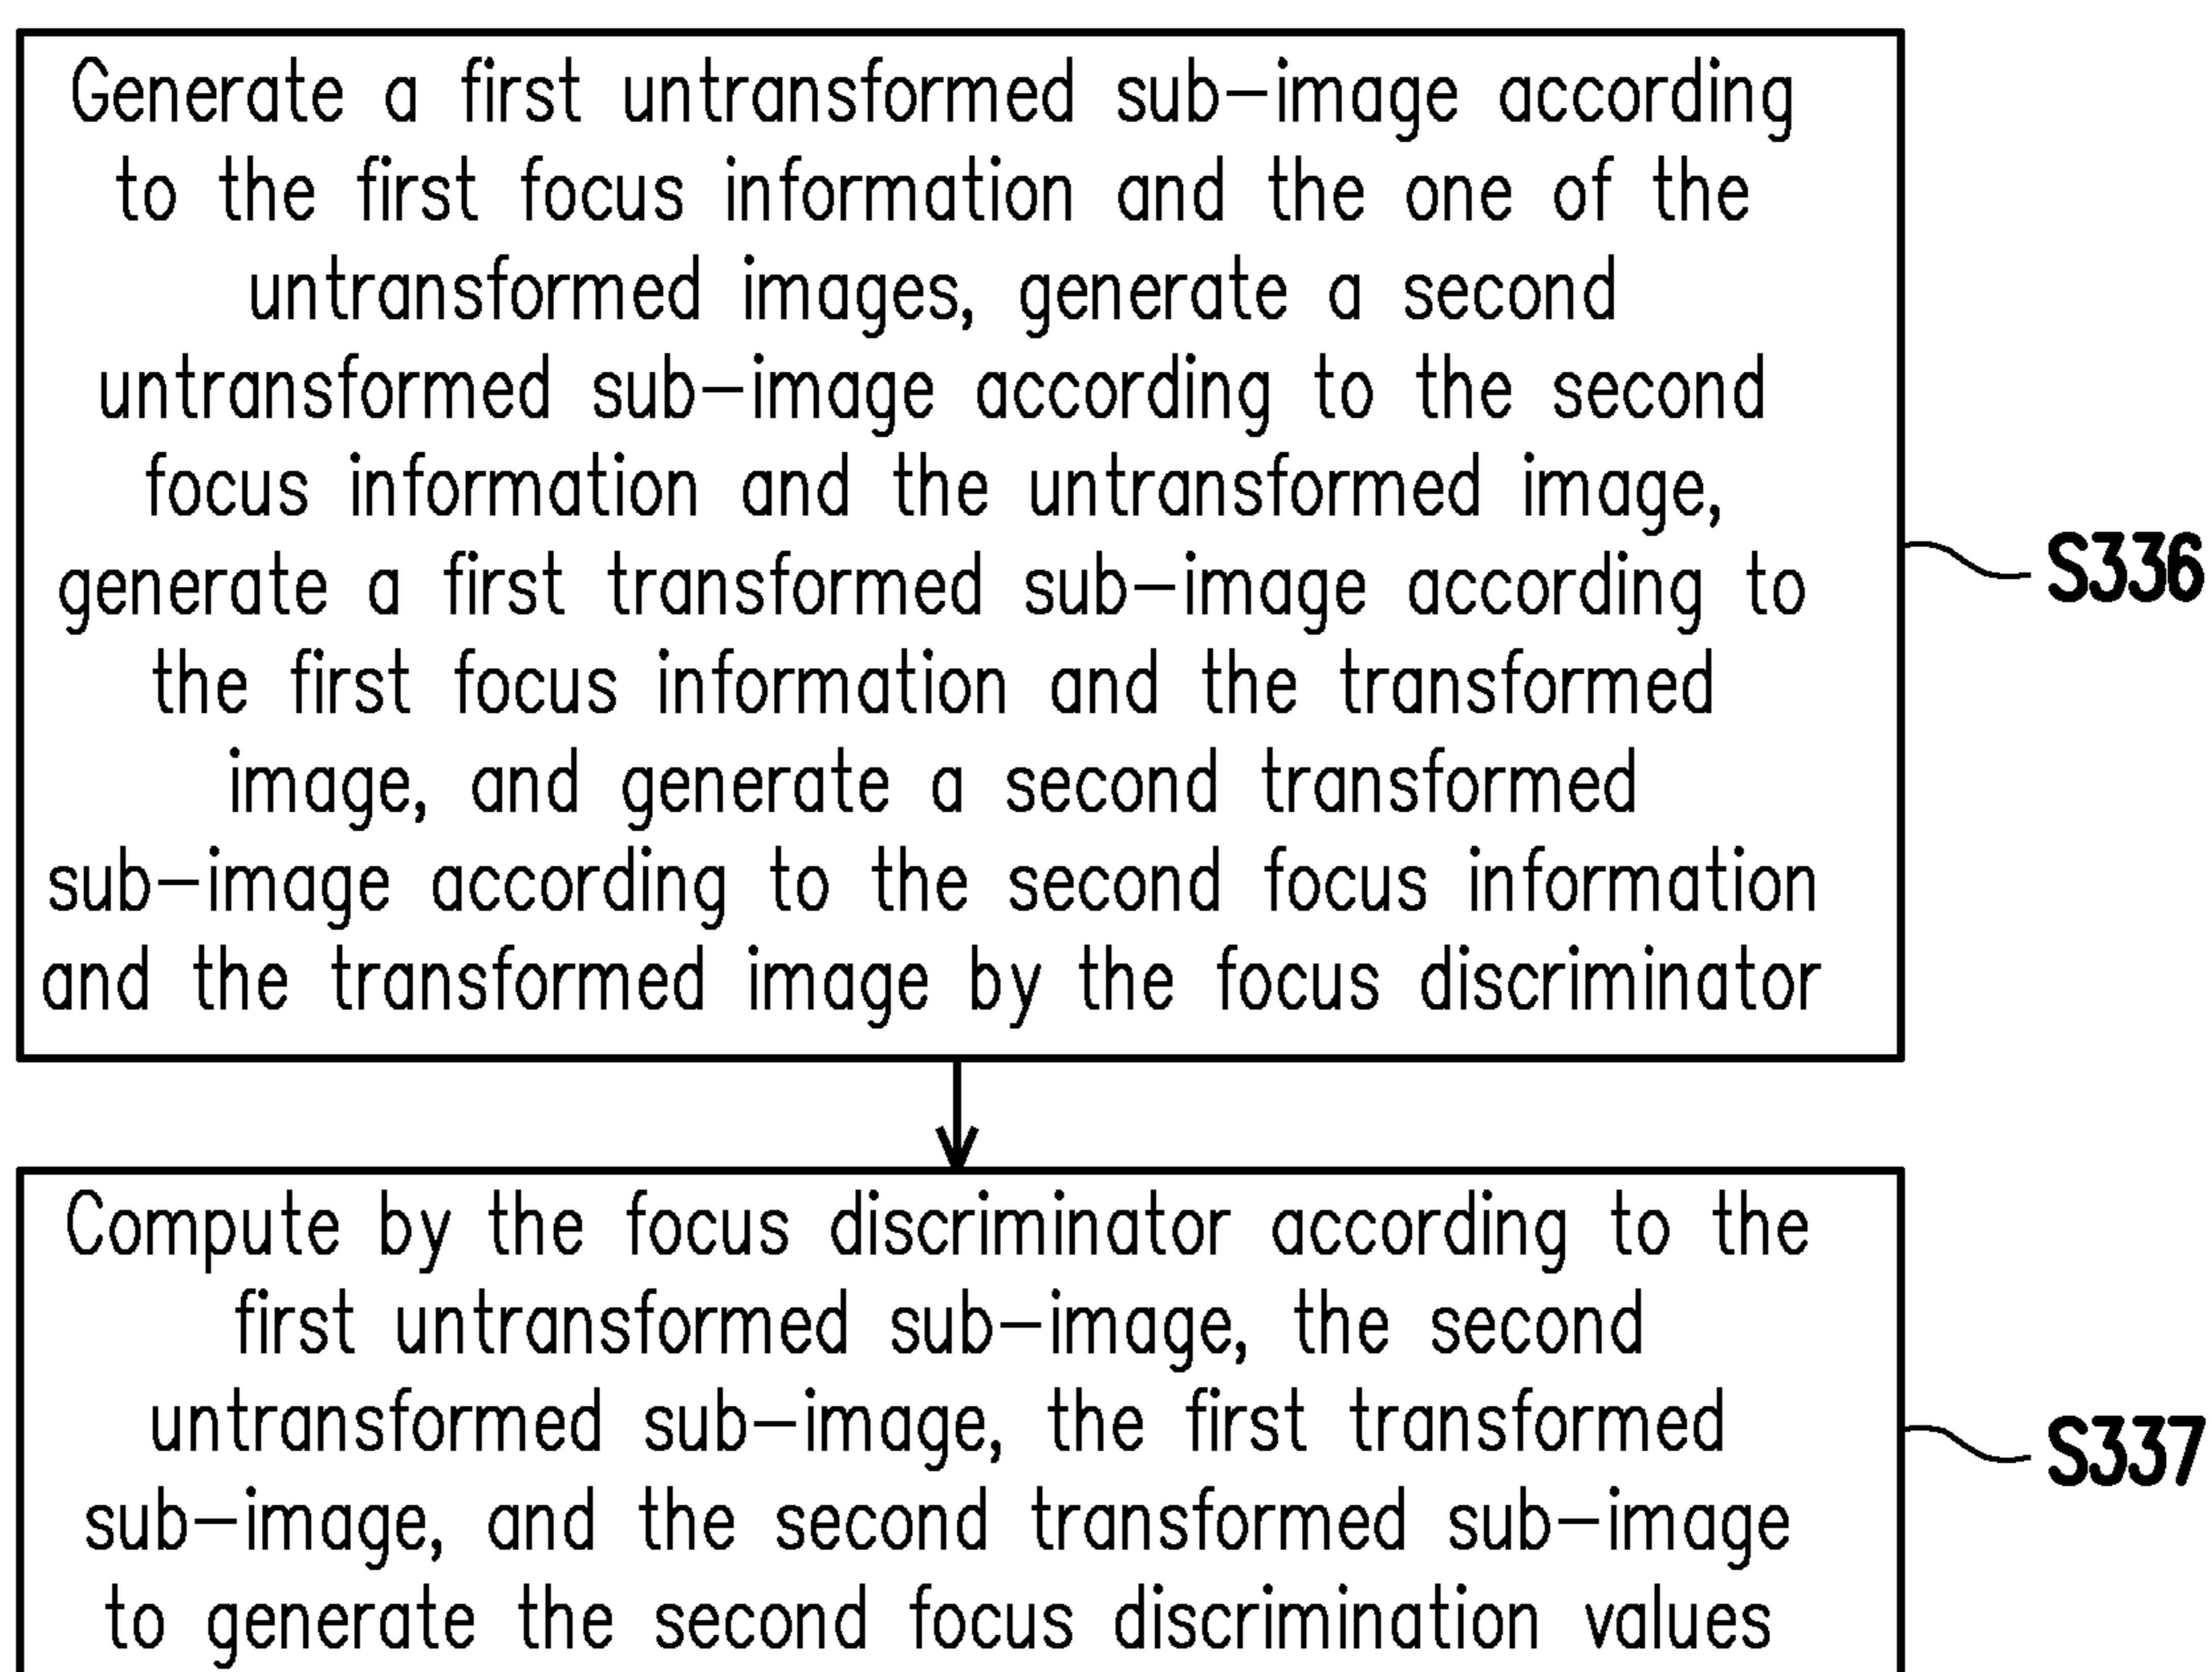 Generate a first untransformed sub-image according
to the first focus information and the one of the
untransformed images, generate a second
untransformed sub-image according to the second
focus information and the untransformed image,
generate a first transformed sub-image according to
the first focus information and the transformed
image, and generate a second transformed
sub-image according to the second focus information
and the transformed image by the focus discriminator
S336
Compute by the focus discriminator according to the
first untransformed sub-image, the second
untransformed sub-image, the first transformed
sub-image, and the second transformed sub-image
to generate the second focus discrimination values
S337